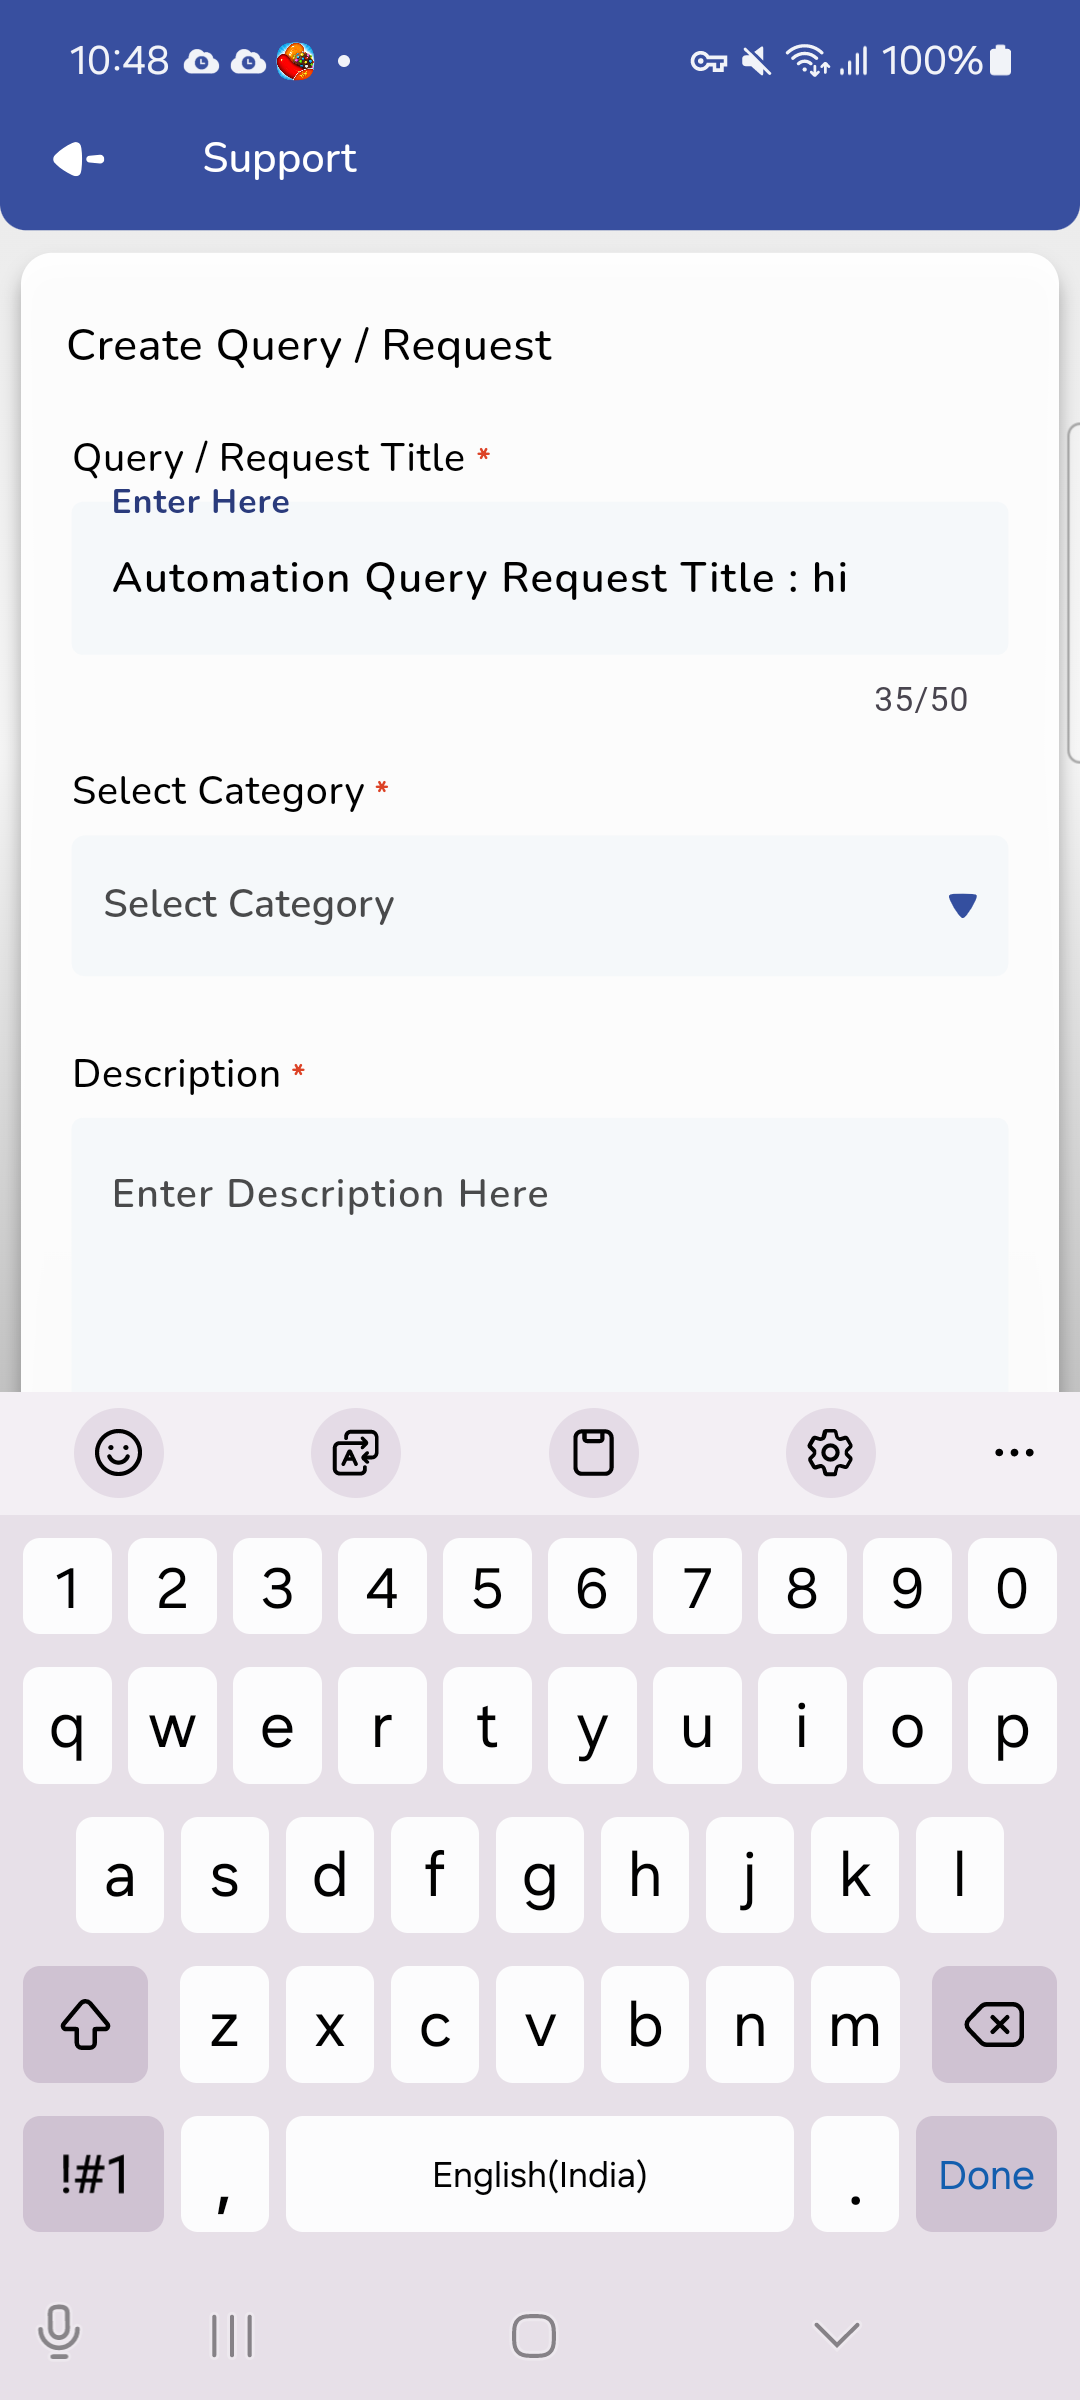 10:48
100%
Support
Create Query / Request
Query / Request Title *
Enter Here
Automation Query Request Title : hi
35/50
Select Category *
Select Category
Description *
Enter Description Here
1 2 3 4 5 6 7 8 9 0
q w e r t y u i o p
a s d f g h j k l
z x c v b n m
!#1 , English(India) . Done